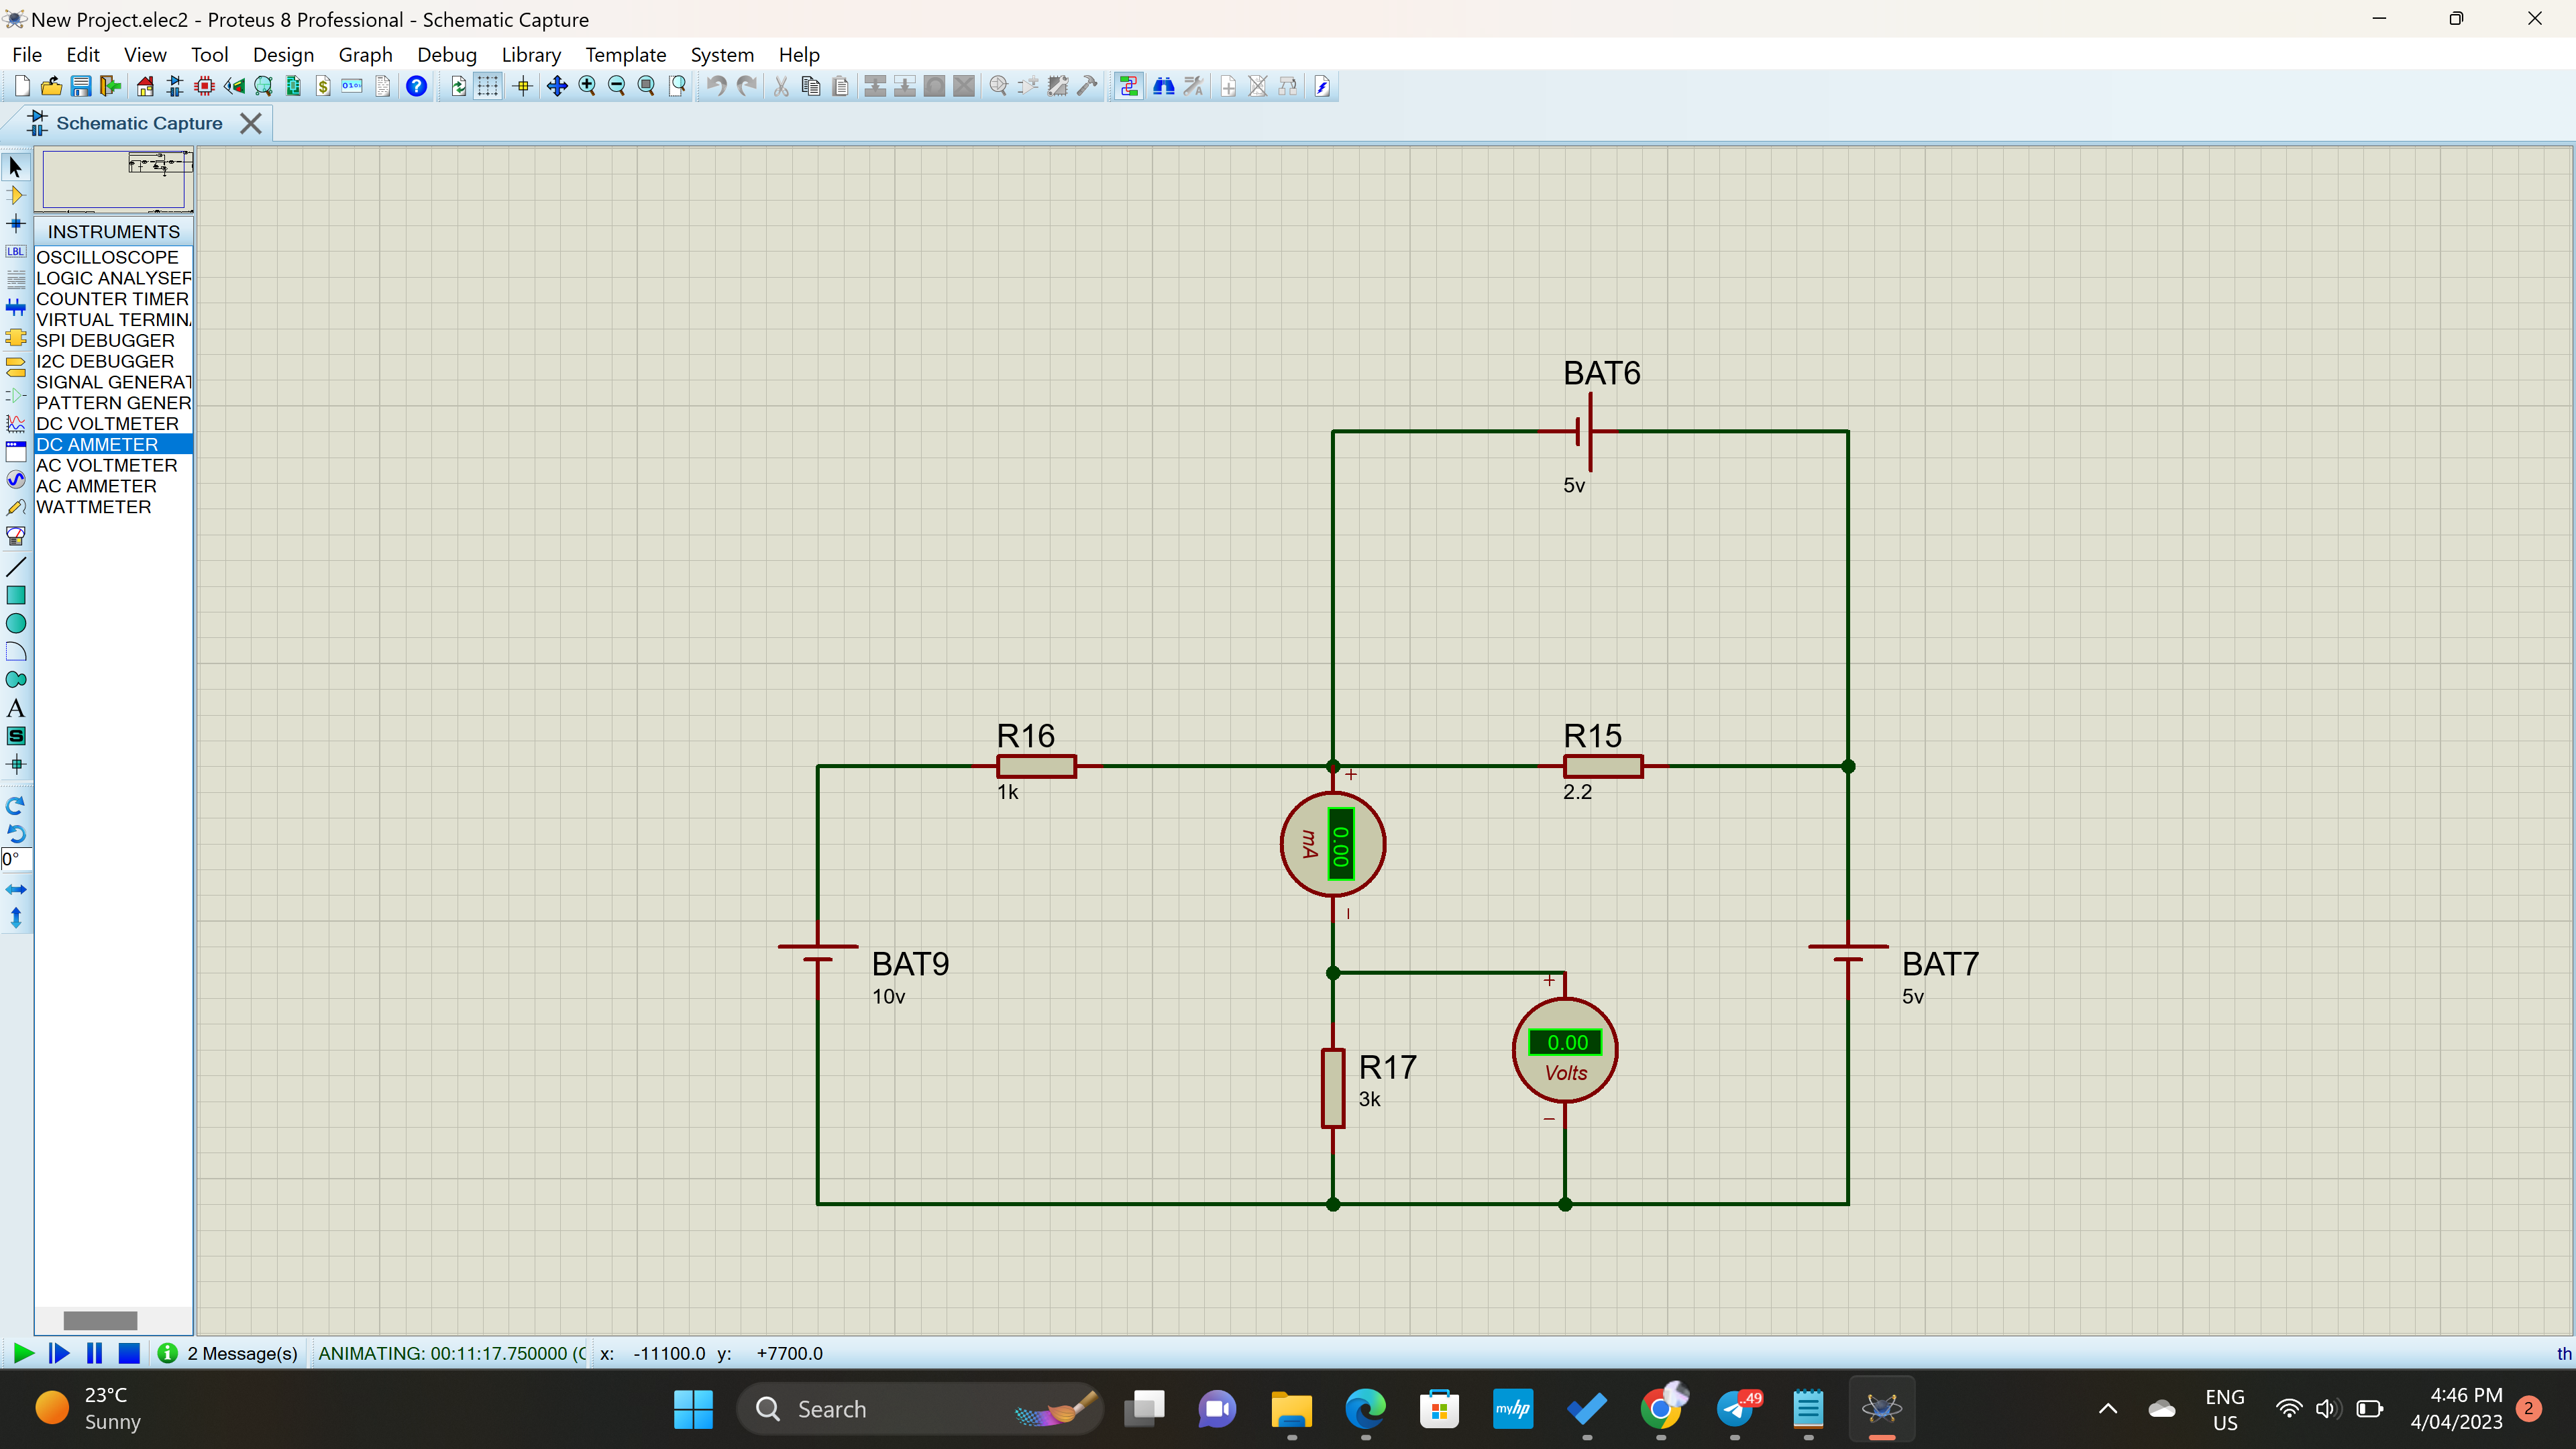 New Project.elec2 - Proteus 8 Professional - Schematic Capture
File Edit View Tool Design Graph Debug Library Template System Help
Schematic Capture
LBL
INSTRUMENTS
OSCILLOSCOPE
LOGIC ANALYSER
COUNTER TIMER
VIRTUAL TERMIN
SPI DEBUGGER
I2C DEBUGGER
SIGNAL GENERAT
PATTERN GENER
DC VOLTMETER
DC AMMETER
AC VOLTMETER
AC AMMETER
WATTMETER
A
S
0°
BAT6
5v
R16
1k
R15
2.2
+
0.00
mA
BAT9
10v
BAT7
5v
+
0.00
Volts
R17
3k
2 Message(s) ANIMATING: 00:11:17.750000 (C x: -11100.0 y: +7700.0 th
23°C
Sunny
Search
myhp
49
ENG
US
4:46 PM
4/04/2023
2